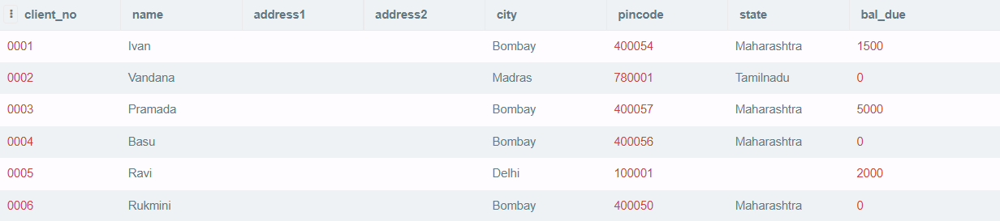 client_no name address1 address2 city pincode state bal_due
0001 Ivan Bombay 400054 Maharashtra 1500
0002 Vandana Madras 780001 Tamilnadu 0
0003 Pramada Bombay 400057 Maharashtra 5000
0004 Basu Bombay 400056 Maharashtra 0
0005 Ravi Delhi 100001 2000
0006 Rukmini Bombay 400050 Maharashtra 0